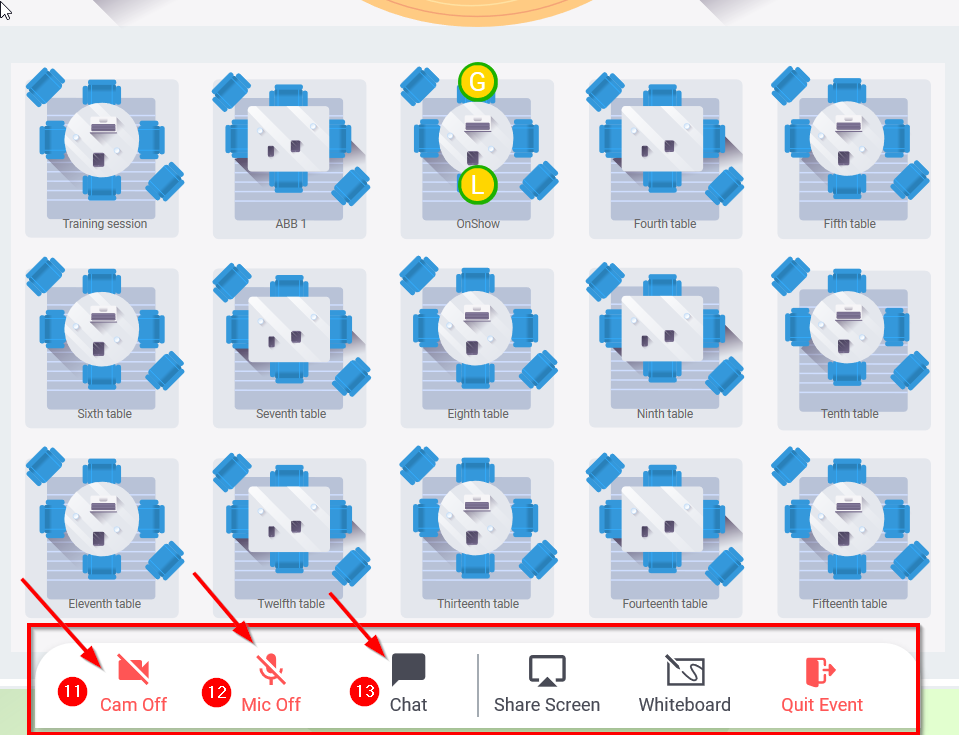 G
L
Training session
ABB 1
OnShow
Fourth table
Fifth table
Sixth table
Seventh table
Eighth table
Ninth table
Tenth table
Eleventh table
Twelfth table
Thirteenth table
Fourteenth table
Fifteenth table
11 Cam Off
12 Mic Off
13 Chat
Share Screen
Whiteboard
Quit Event